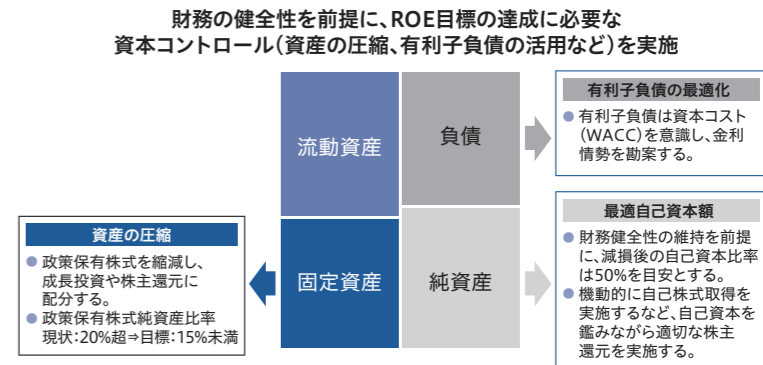 財務の健全性を前提に、ROE目標の達成に必要な
資本コントロール（資産の圧縮、有利子負債の活用など）を実施
流動資産
負債
固定資産
純資産
有利子負債の最適化
● 有利子負債は資本コスト
（WACC）を意識し、金利
情勢を勘案する。
資産の圧縮
● 政策保有株式を縮減し、
成長投資や株主還元に
配分する。
● 政策保有株式純資産比率
現状：20%超⇒目標：15%未満
最適自己資本額
● 財務健全性の維持を前提
に、減損後の自己資本比率
は50%を目安とする。
● 機動的に自己株式取得を
実施するなど、自己資本を
鑑みながら適切な株主
還元を実施する。